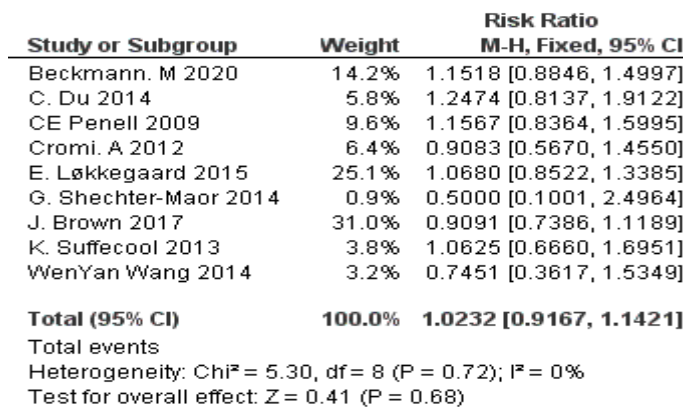 Risk Ratio
Study or Subgroup Weight M-H, Fixed, 95% CI
Beckmann. M 2020 14.2% 1.1518 [0.8846, 1.4997]
C. Du 2014 5.8% 1.2474 [0.8137, 1.9122]
CE Penell 2009 9.6% 1.1567 [0.8364, 1.5995]
Cromi. A 2012 6.4% 0.9083 [0.5670, 1.4550]
E. Løkkegaard 2015 25.1% 1.0680 [0.8522, 1.3385]
G. Shechter-Maor 2014 0.9% 0.5000 [0.1001, 2.4964]
J. Brown 2017 31.0% 0.9091 [0.7386, 1.1189]
K. Suffecool 2013 3.8% 1.0625 [0.6660, 1.6951]
WenYan Wang 2014 3.2% 0.7451 [0.3617, 1.5349]
Total (95% CI) 100.0% 1.0232 [0.9167, 1.1421]
Total events
Heterogeneity: Chi² = 5.30, df = 8 (P = 0.72); I² = 0%
Test for overall effect: Z = 0.41 (P = 0.68)